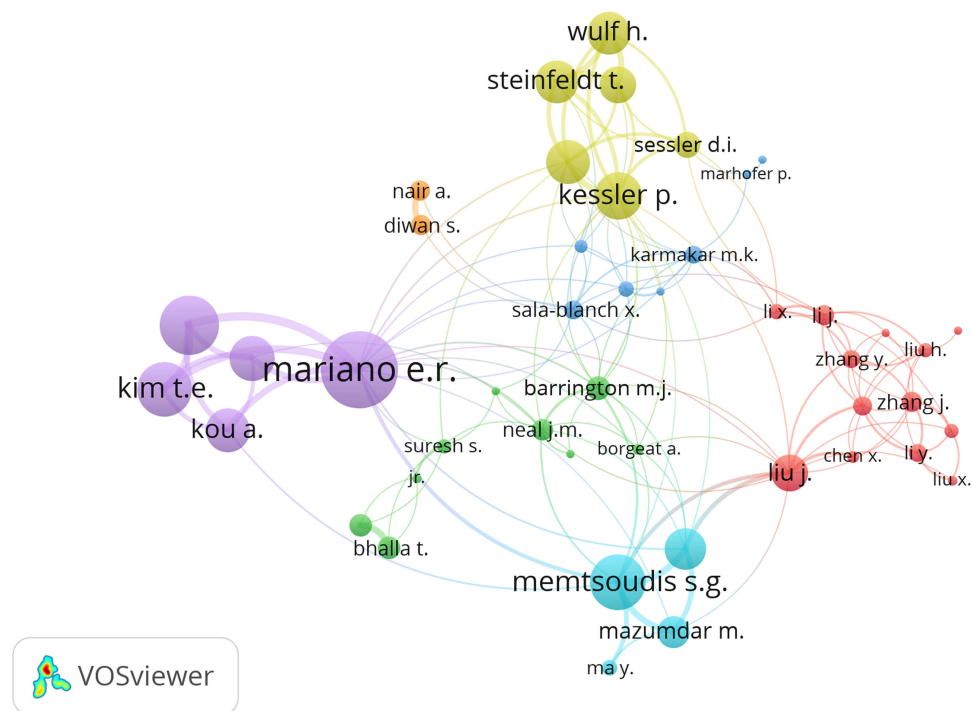 wulf h.
steinfeldt t.
sessler d.i.
marhofer p.
nair a.
kessler p.
diwan s.
karmakar m.k.
sala-blanch x.
li x.
li j.
zhang y.
liu h.
mariano e.r.
kim t.e.
barrington m.j.
zhang j.
kou a.
neal j.m.
suresh s.
borgeat a.
chen x.
li y.
liu j.
jr.
liu x.
bhalla t.
memtsoudis s.g.
mazumdar m.
ma y.
VOSviewer